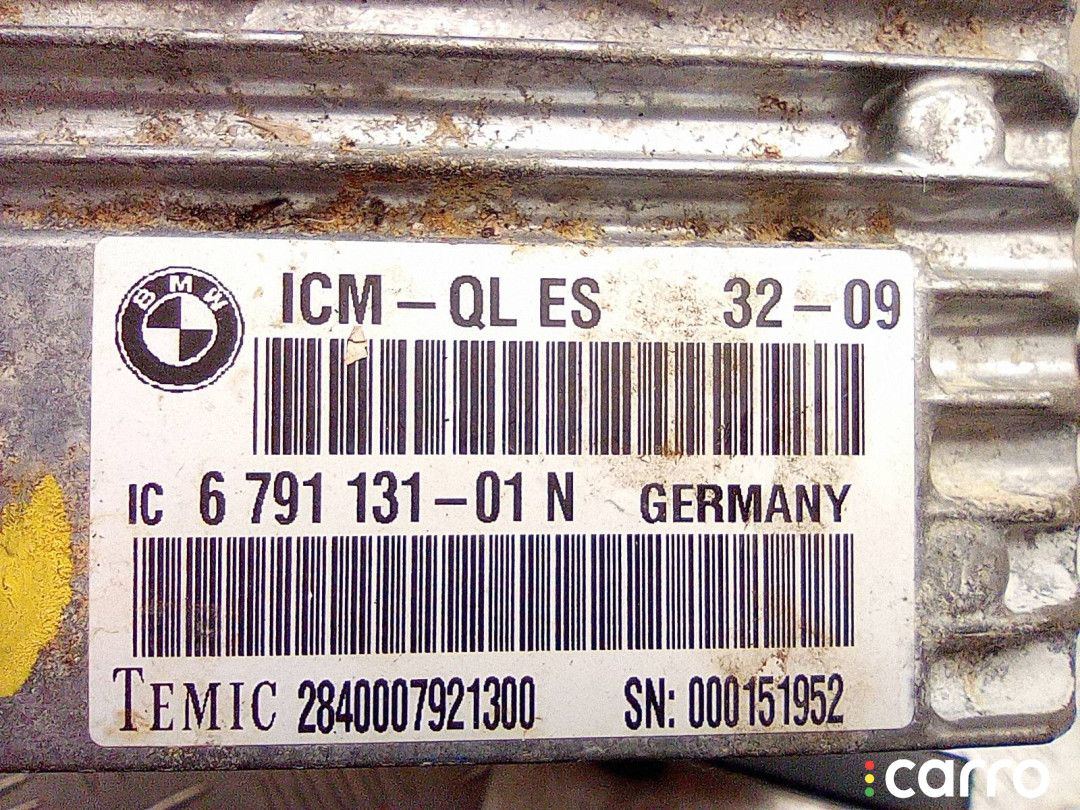 BMW
ICM – QL ES 32 – 09
IC 6 791 131 – 01 N GERMANY
TEMIC 2840007921300 SN: 000151952
carro